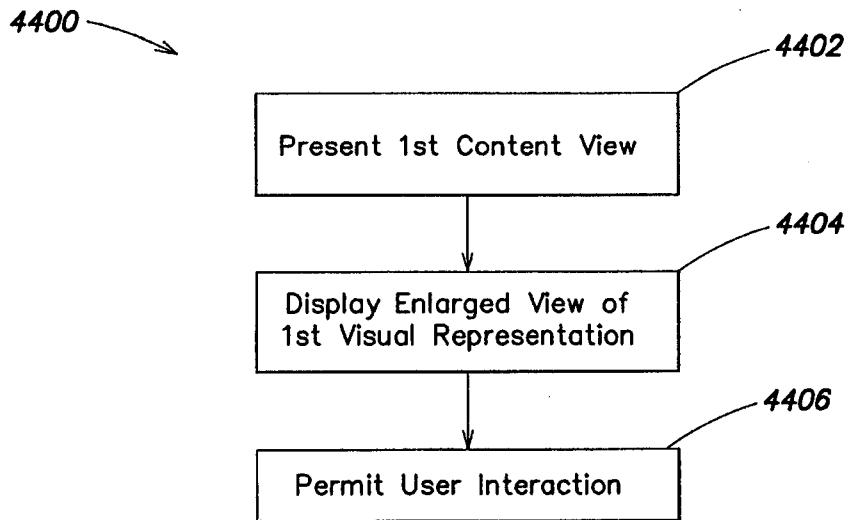 4400
4402
Present 1st Content View
4404
Display Enlarged View of
1st Visual Representation
4406
Permit User Interaction